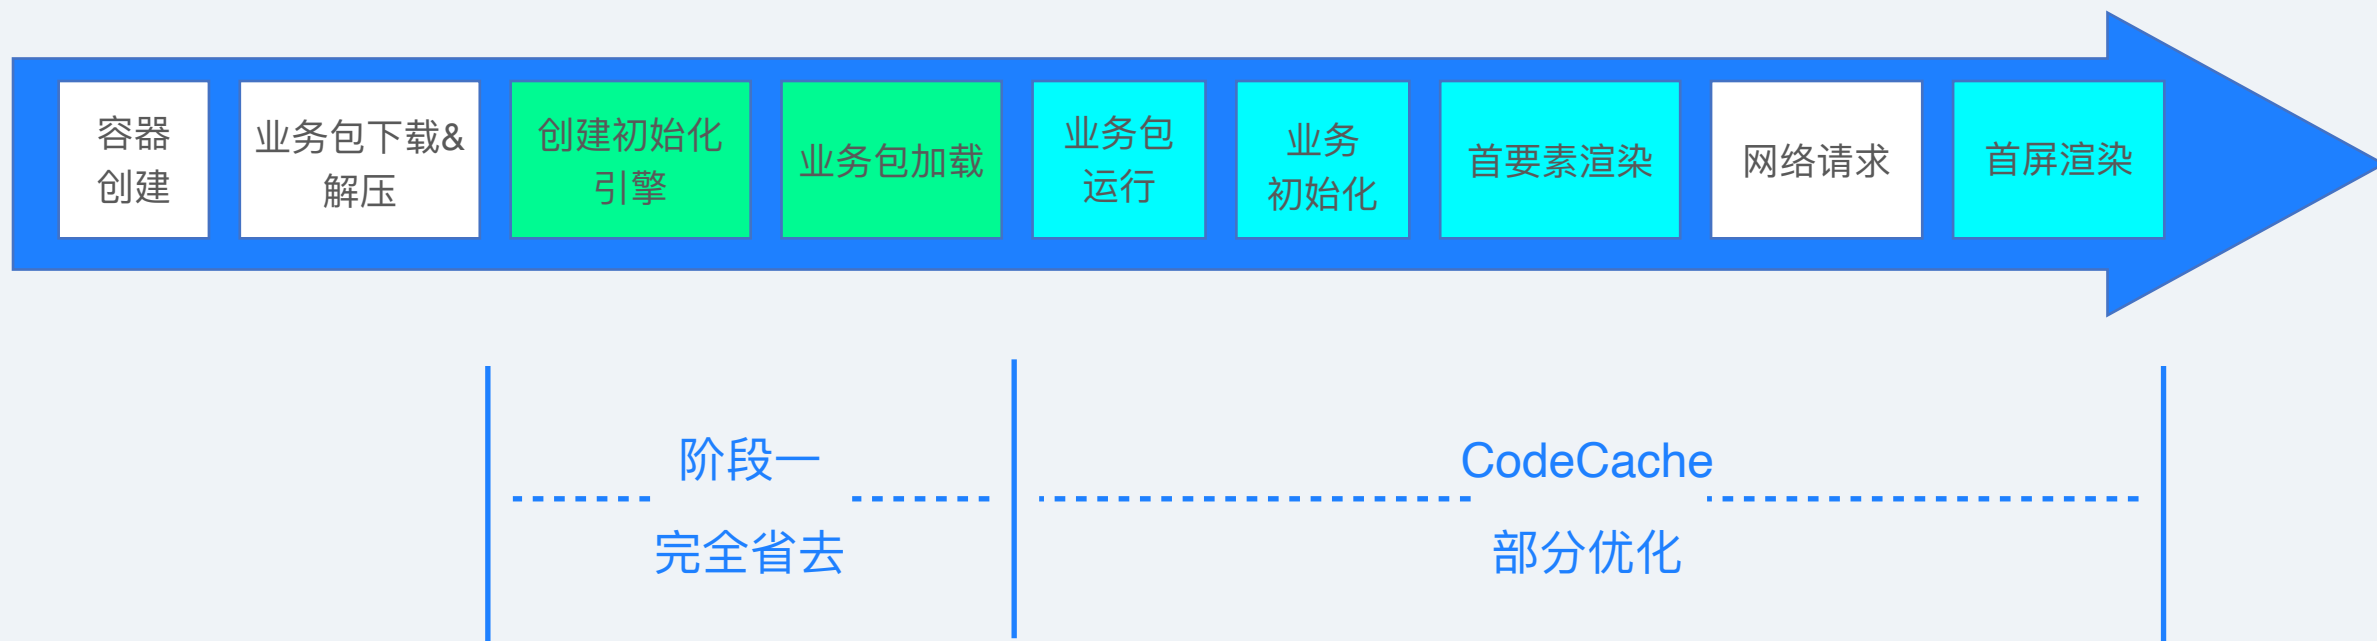 容器
创建
业务包下载&
解压
创建初始化
引擎
业务包加载
业务包
运行
业务
初始化
首要素渲染
网络请求
首屏渲染
阶段一
完全省去
CodeCache
部分优化